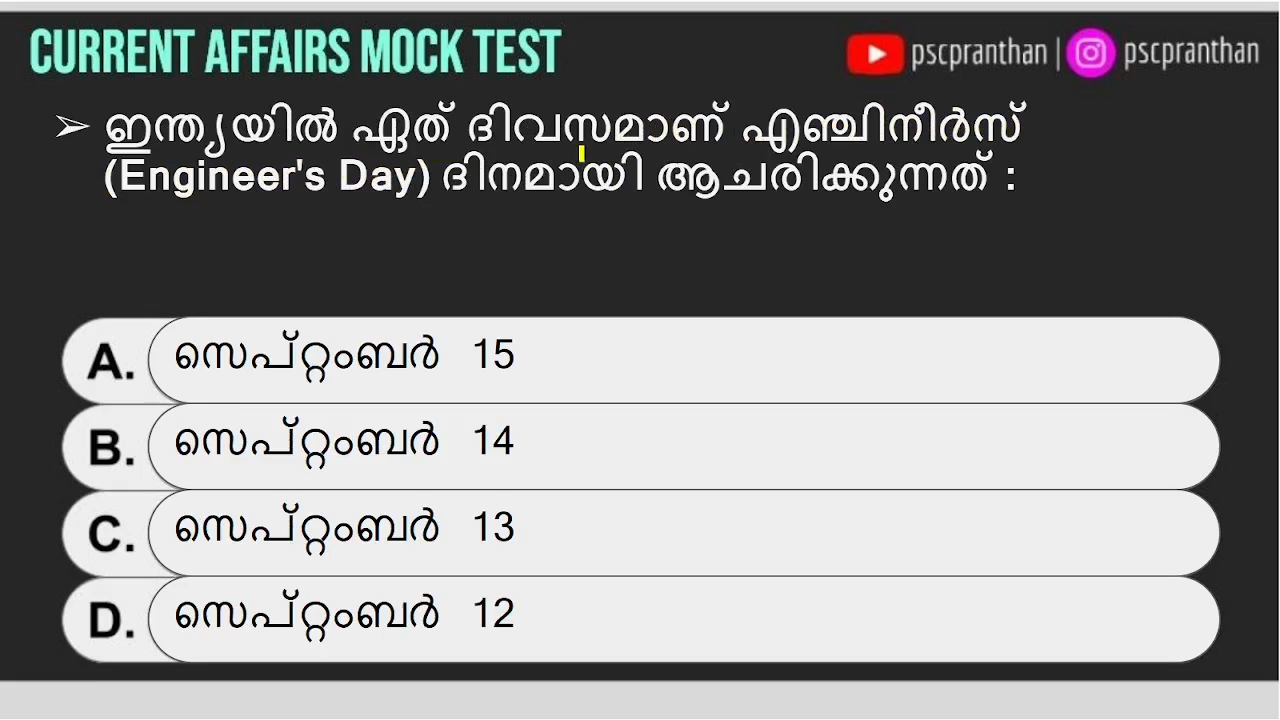 CURRENT AFFAIRS MOCK TEST
pscpranthan | pscpranthan
➢ ഇന്ത്യയിൽ ഏത് ദിവസമാണ് എഞ്ചിനീർസ്
(Engineer's Day) ദിനമായി ആചരിക്കുന്നത് :
A. സെപ്റ്റംബർ 15
B. സെപ്റ്റംബർ 14
C. സെപ്റ്റംബർ 13
D. സെപ്റ്റംബർ 12